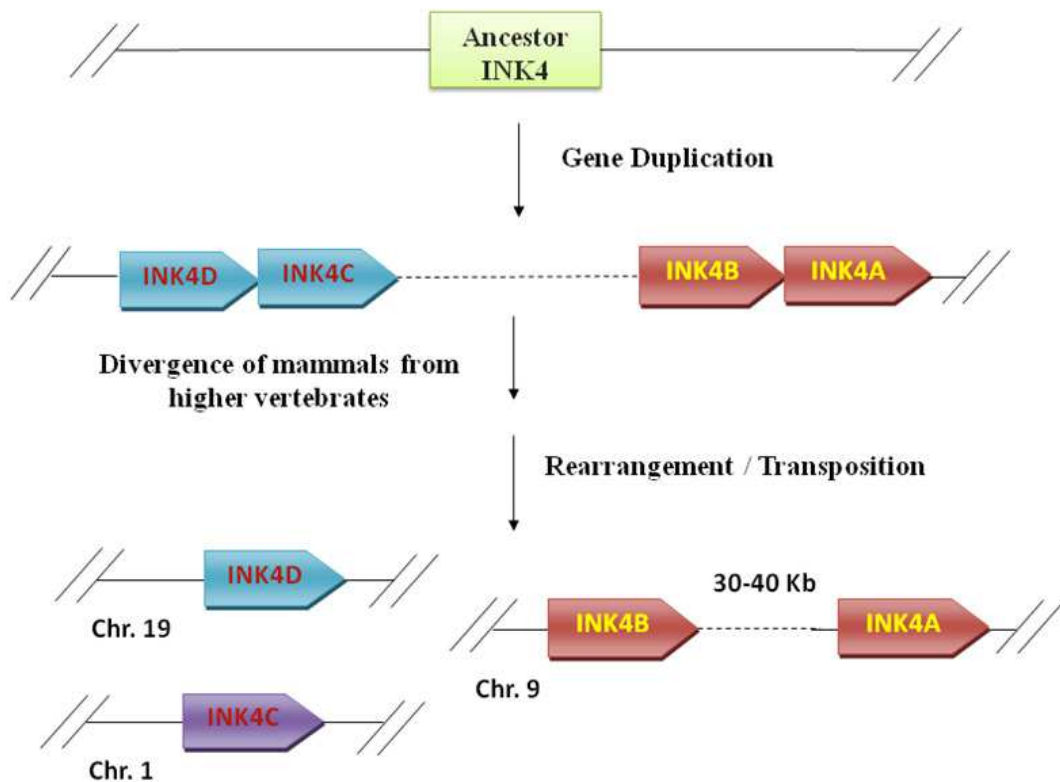 Ancestor
INK4
Gene Duplication
INK4D
INK4C
INK4B
INK4A
Divergence of mammals from
higher vertebrates
Rearrangement / Transposition
INK4D
Chr. 19
30-40 Kb
INK4B
INK4A
Chr. 9
INK4C
Chr. 1